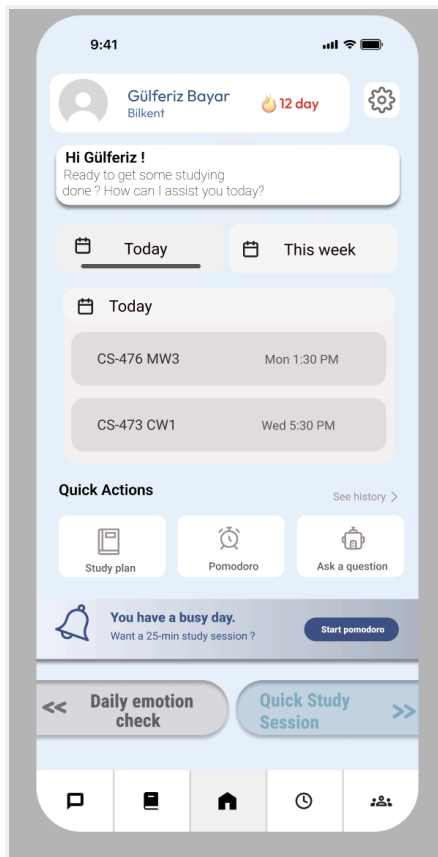 9:41
Gülferiz Bayar
Bilkent
12 day
Hi Gülferiz !
Ready to get some studying
done ? How can I assist you today?
Today
This week
Today
CS-476 MW3
Mon 1:30 PM
CS-473 CW1
Wed 5:30 PM
Quick Actions
See history
Study plan
Pomodoro
Ask a question
You have a busy day.
Want a 25-min study session ?
Start pomodoro
Daily emotion
check
Quick Study
Session